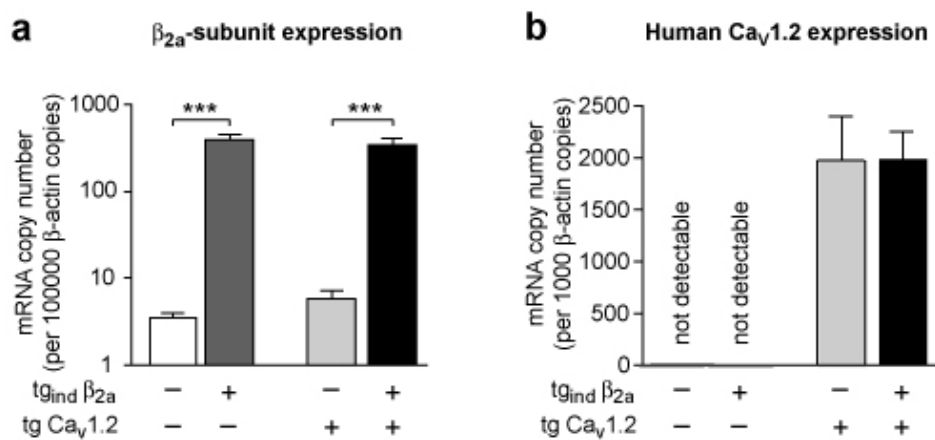 a
β2a-subunit expression
mRNA copy number
(per 100000 β-actin copies)
1000
100
10
1
***
***
tgind β2a
− + − +
tg CaV1.2
− − + +
b
Human CaV1.2 expression
mRNA copy number
(per 1000 β-actin copies)
2500
2000
1500
1000
500
0
not detectable
not detectable
tgind β2a
− + − +
tg CaV1.2
− − + +